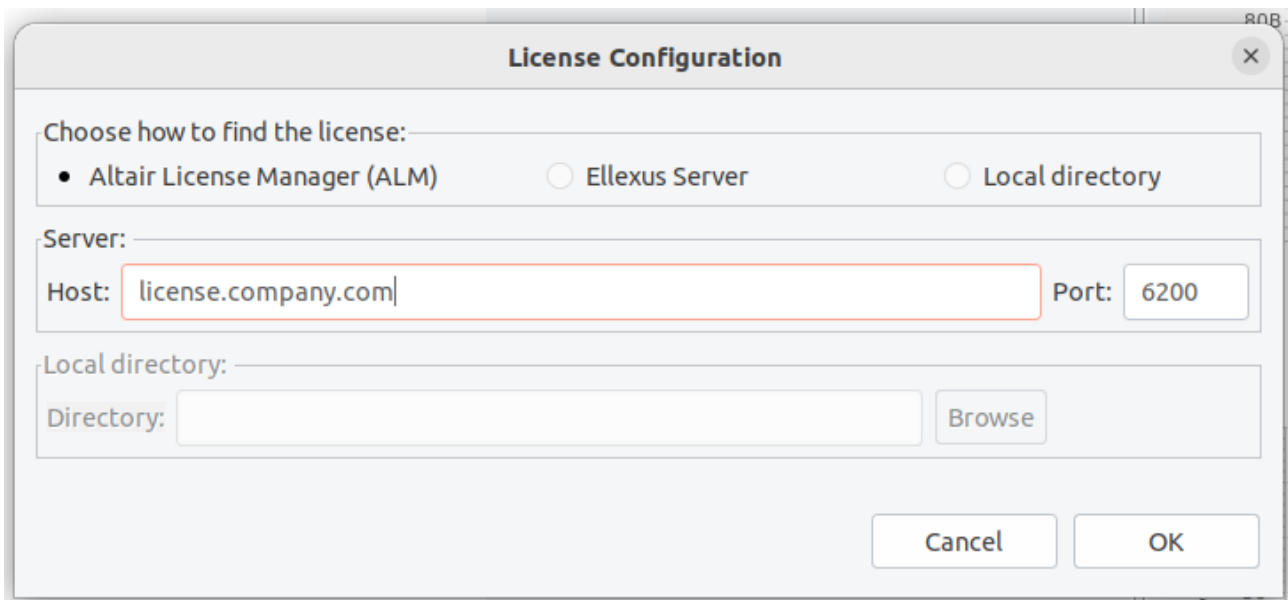 80B
License Configuration
Choose how to find the license:
Altair License Manager (ALM) Ellexus Server Local directory
Server:
Host: license.company.com Port: 6200
Local directory:
Directory: Browse
Cancel OK